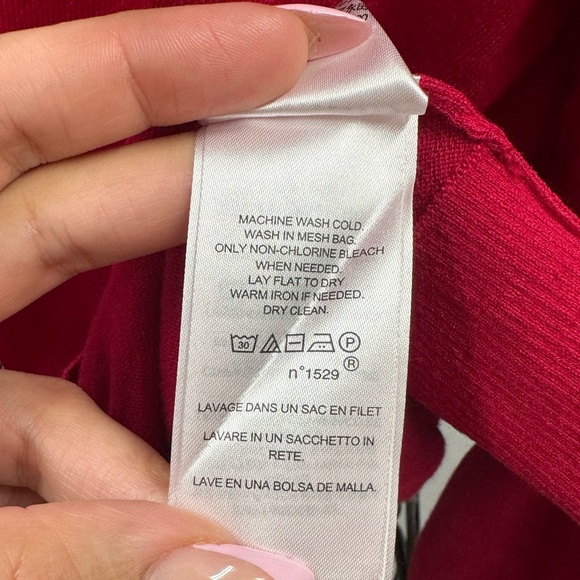 MACHINE WASH COLD.
WASH IN MESH BAG.
ONLY NON-CHLORINE BLEACH
WHEN NEEDED.
LAY FLAT TO DRY
WARM IRON IF NEEDED.
DRY CLEAN.
30 P
n°1529 ®
LAVAGE DANS UN SAC EN FILET
LAVARE IN UN SACCHETTO IN
RETE.
LAVE EN UNA BOLSA DE MALLA.